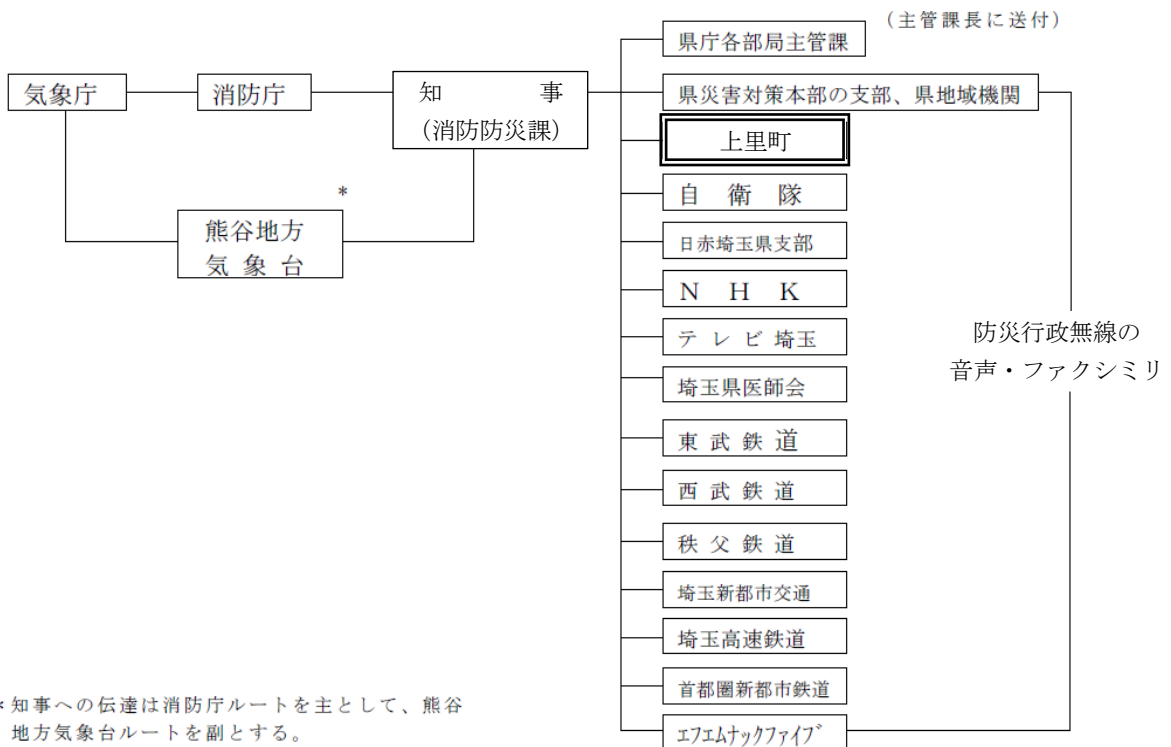 (主管課長に送付)
県庁各部局主管課
気象庁
消防庁
知 事
(消防防災課)
県災害対策本部の支部、県地域機関
上里町
*
自 衛 隊
熊谷地方
気 象 台
日赤埼玉県支部
N H K
テ レ ビ 埼玉
防災行政無線の
音声・ファクシミリ
埼玉県医師会
東 武 鉄 道
西 武 鉄 道
秩 父 鉄 道
埼玉新都市交通
埼玉高速鉄道
首都圏新都市鉄道
エフエムナックファイブ
*知事への伝達は消防庁ルートを主として、熊谷
地方気象台ルートを副とする。